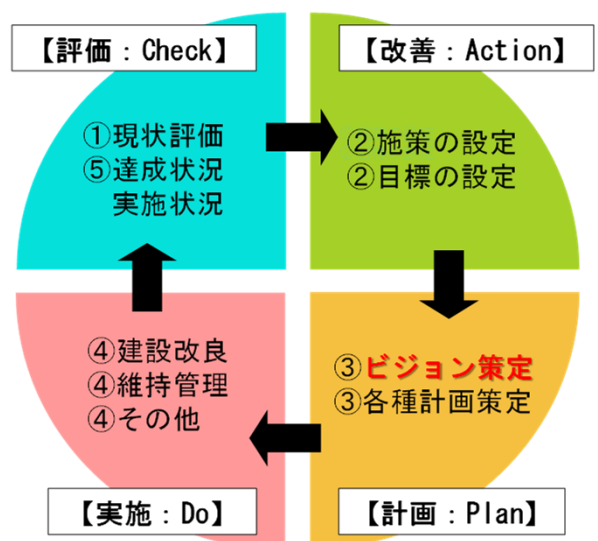 【評価：Check】
①現状評価
⑤達成状況
実施状況
【改善：Action】
②施策の設定
②目標の設定
③ビジョン策定
③各種計画策定
【計画：Plan】
④建設改良
④維持管理
④その他
【実施：Do】